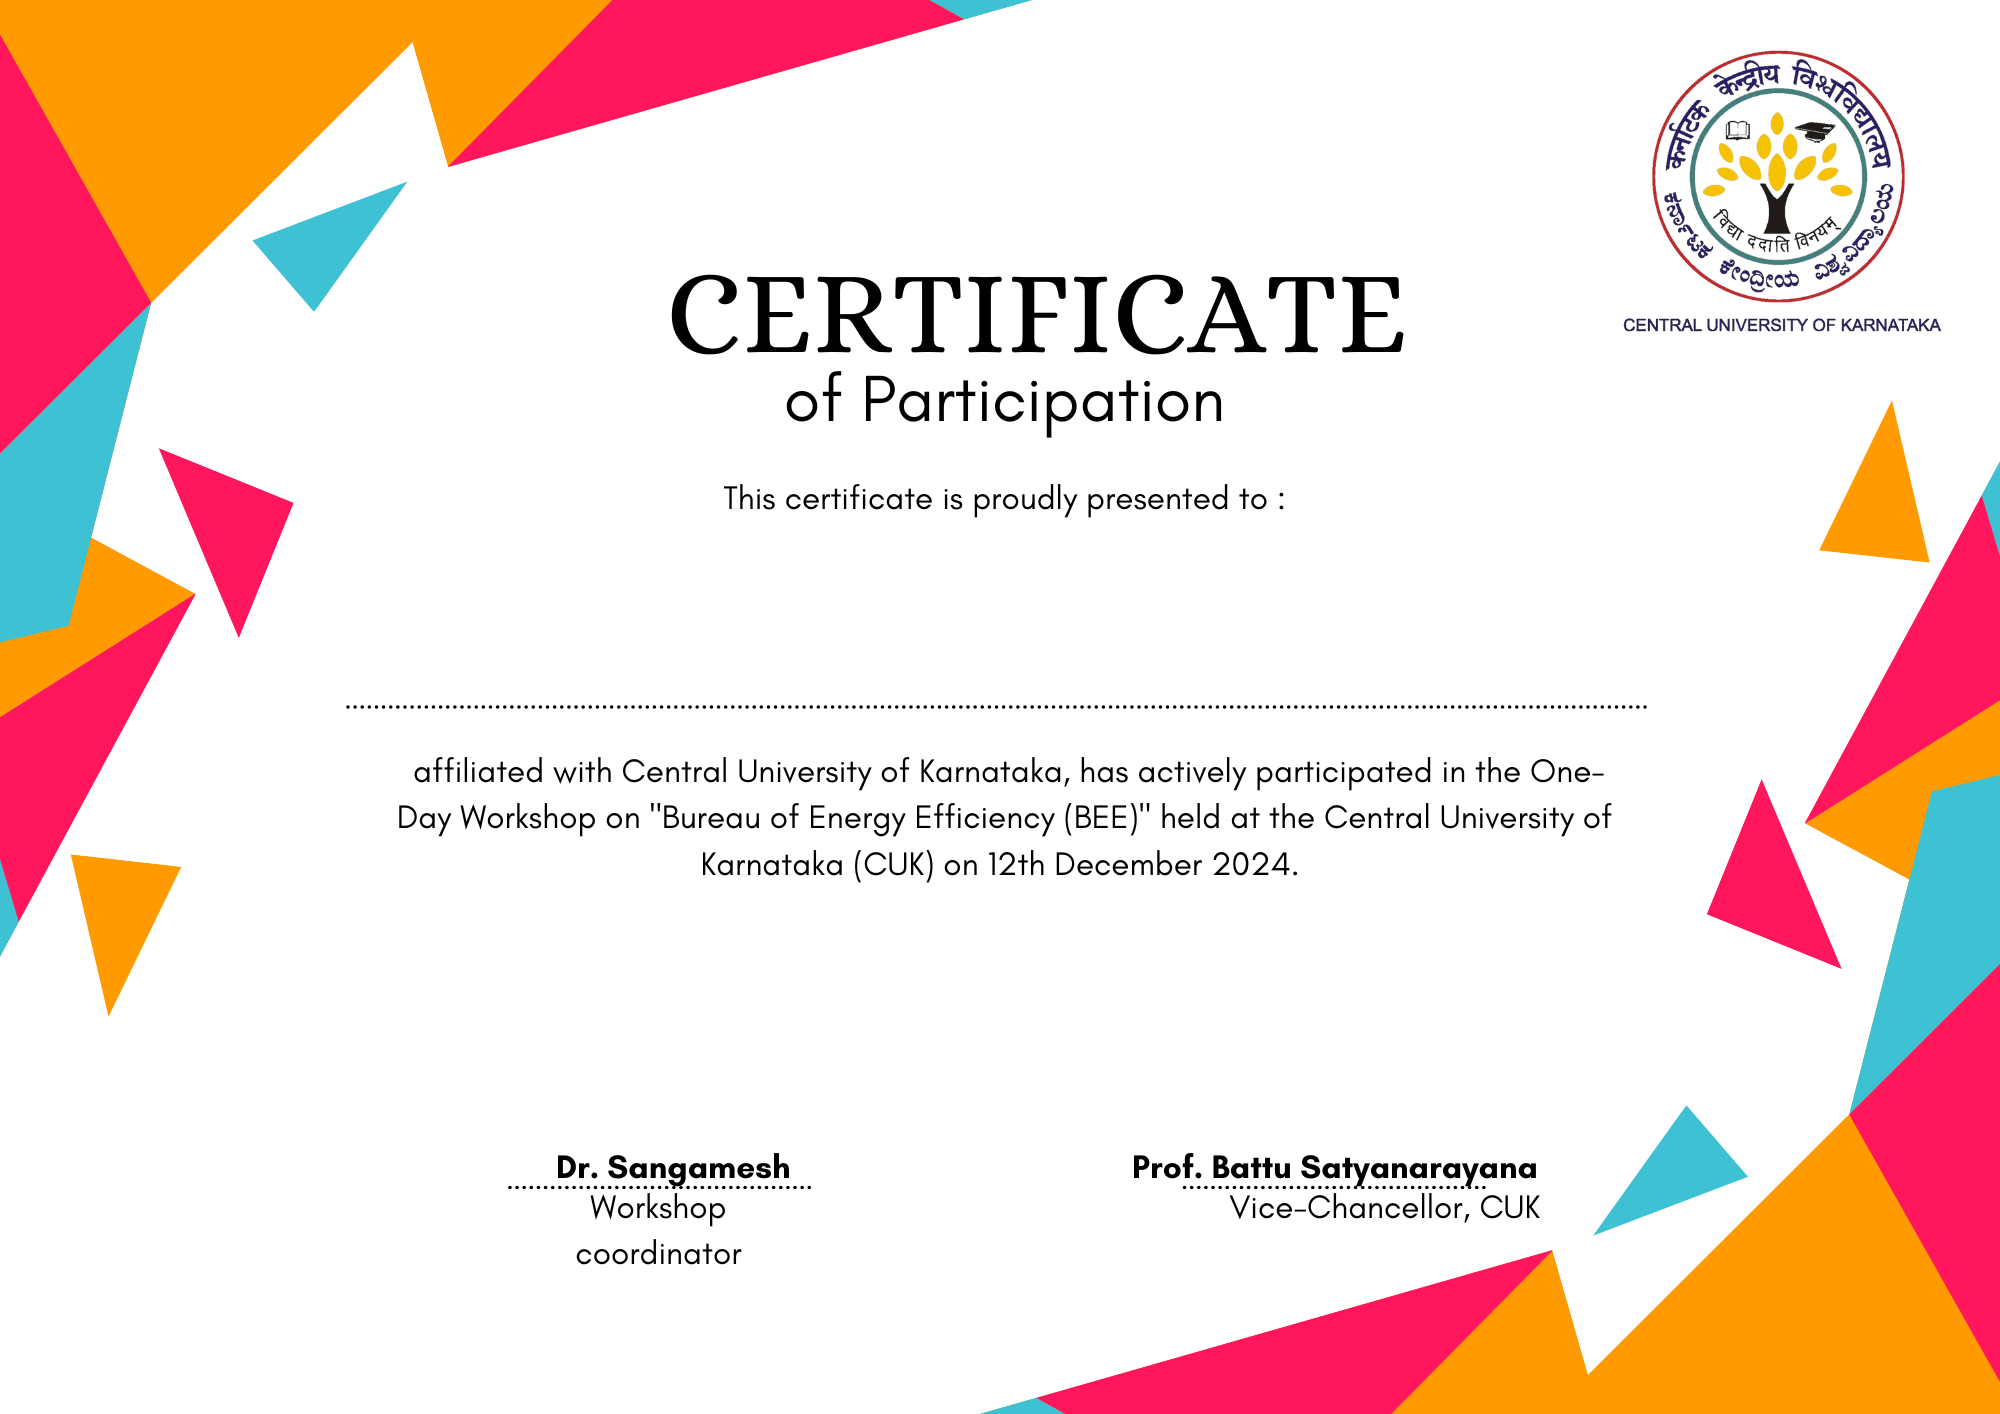 कर्नाटक केन्द्रीय विश्वविद्यालय
विद्या ददाति विनयम्
ಕರ್ನಾಟಕ ಕೇಂದ್ರೀಯ ವಿಶ್ವವಿದ್ಯಾಲಯ
CENTRAL UNIVERSITY OF KARNATAKA
CERTIFICATE
of Participation
This certificate is proudly presented to :
affiliated with Central University of Karnataka, has actively participated in the One-
Day Workshop on "Bureau of Energy Efficiency (BEE)" held at the Central University of
Karnataka (CUK) on 12th December 2024.
Dr. Sangamesh
Workshop
coordinator
Prof. Battu Satyanarayana
Vice-Chancellor, CUK